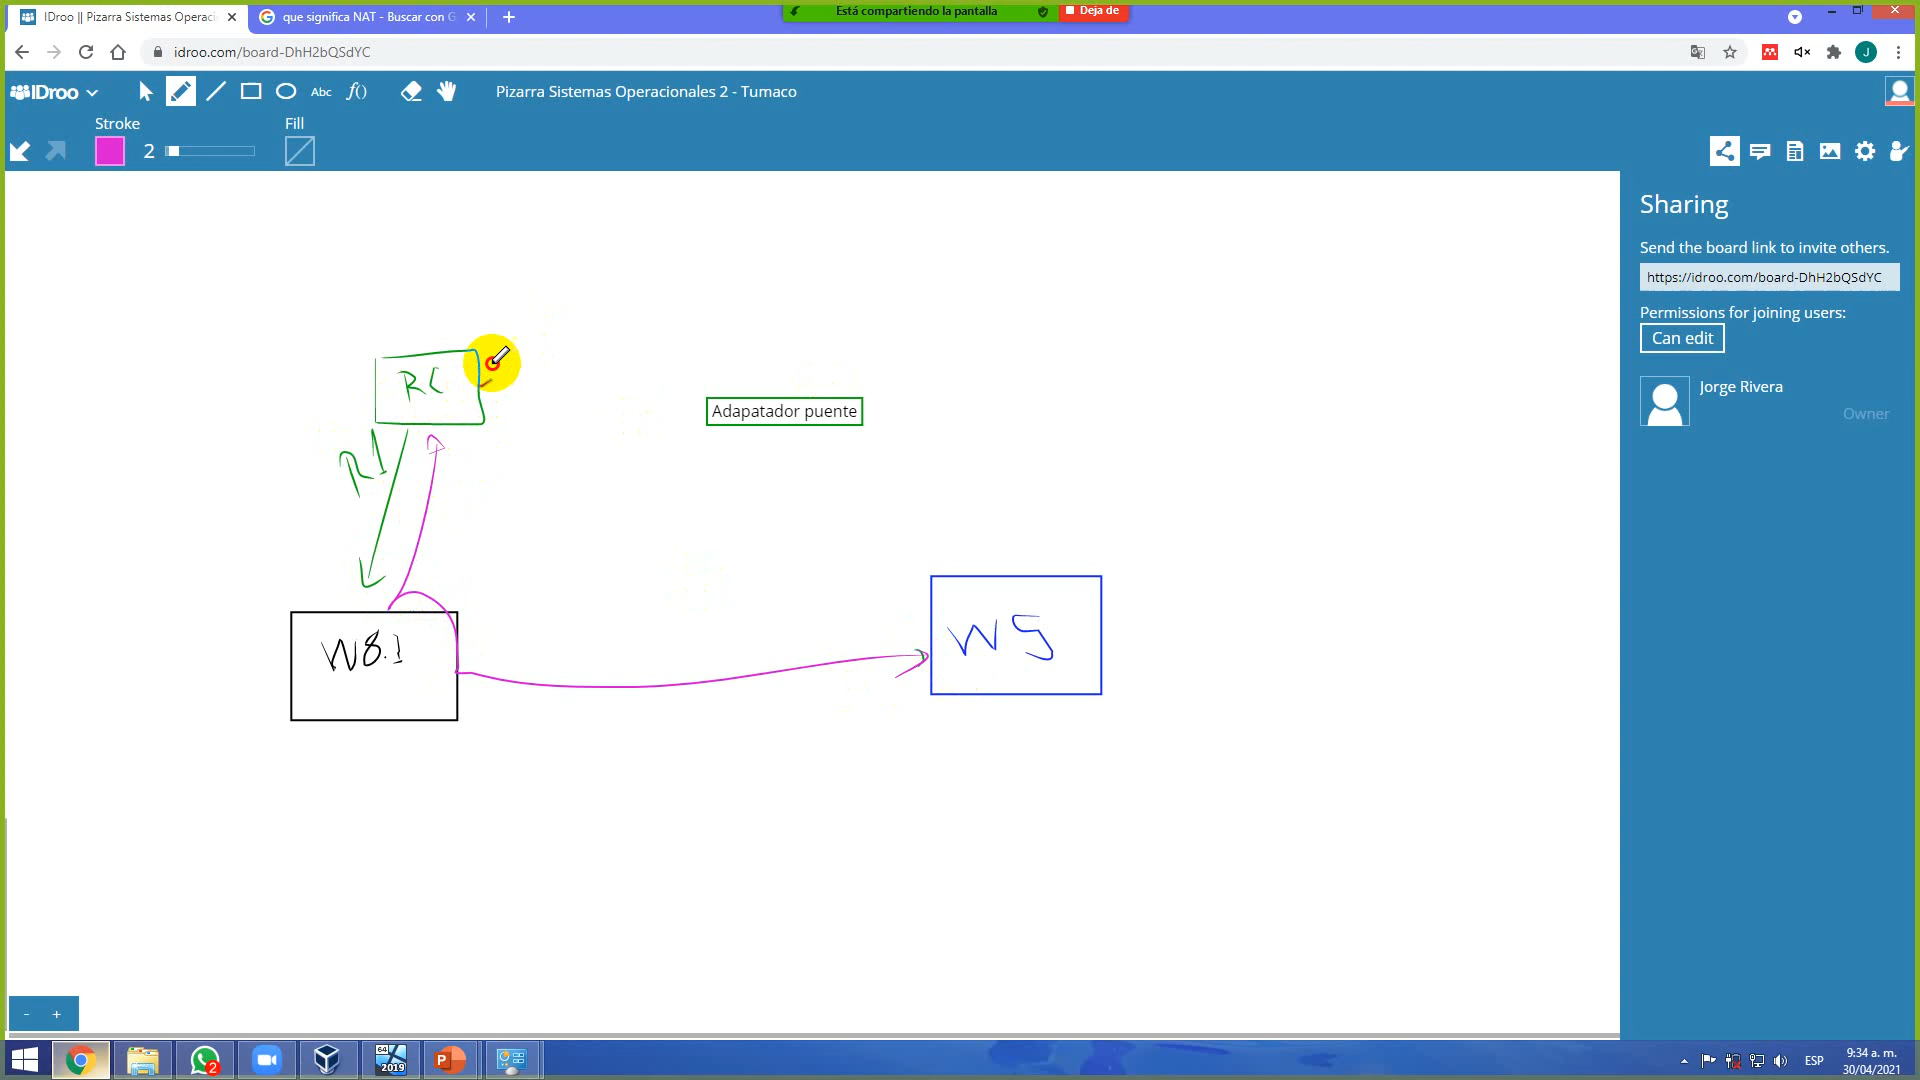 IDroo || Pizarra Sistemas Operaci
que significa NAT - Buscar con G
Está compartiendo la pantalla
Deja de
idroo.com/board-DhH2bQSdYC
J
IDroo
Abc
f()
Pizarra Sistemas Operacionales 2 - Tumaco
Stroke
Fill
2
Sharing
Send the board link to invite others.
https://idroo.com/board-DhH2bQSdYC
Permissions for joining users:
Can edit
Jorge Rivera
Owner
RC
Adapatador puente
R1
W8.1
W5
- +
2
64
2019
P
ESP
9:34 a. m.
30/04/2021